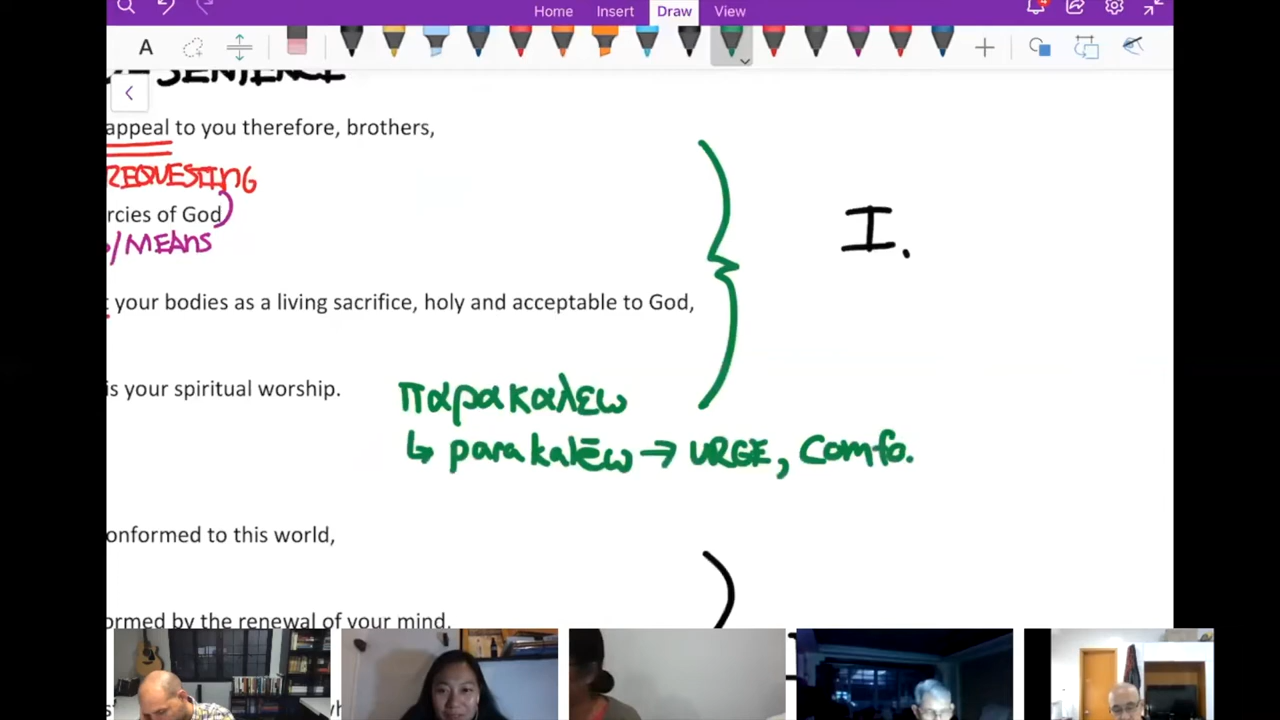 Home Insert Draw View
A
SENTENCE
appeal to you therefore, brothers,
REQUESTING
rcies of God
/MEANS
I.
your bodies as a living sacrifice, holy and acceptable to God,
is your spiritual worship.
παρακαλεω
↳ parakalēω → URGE, Comfo.
onformed to this world,
ormed by the renewal of your mind.